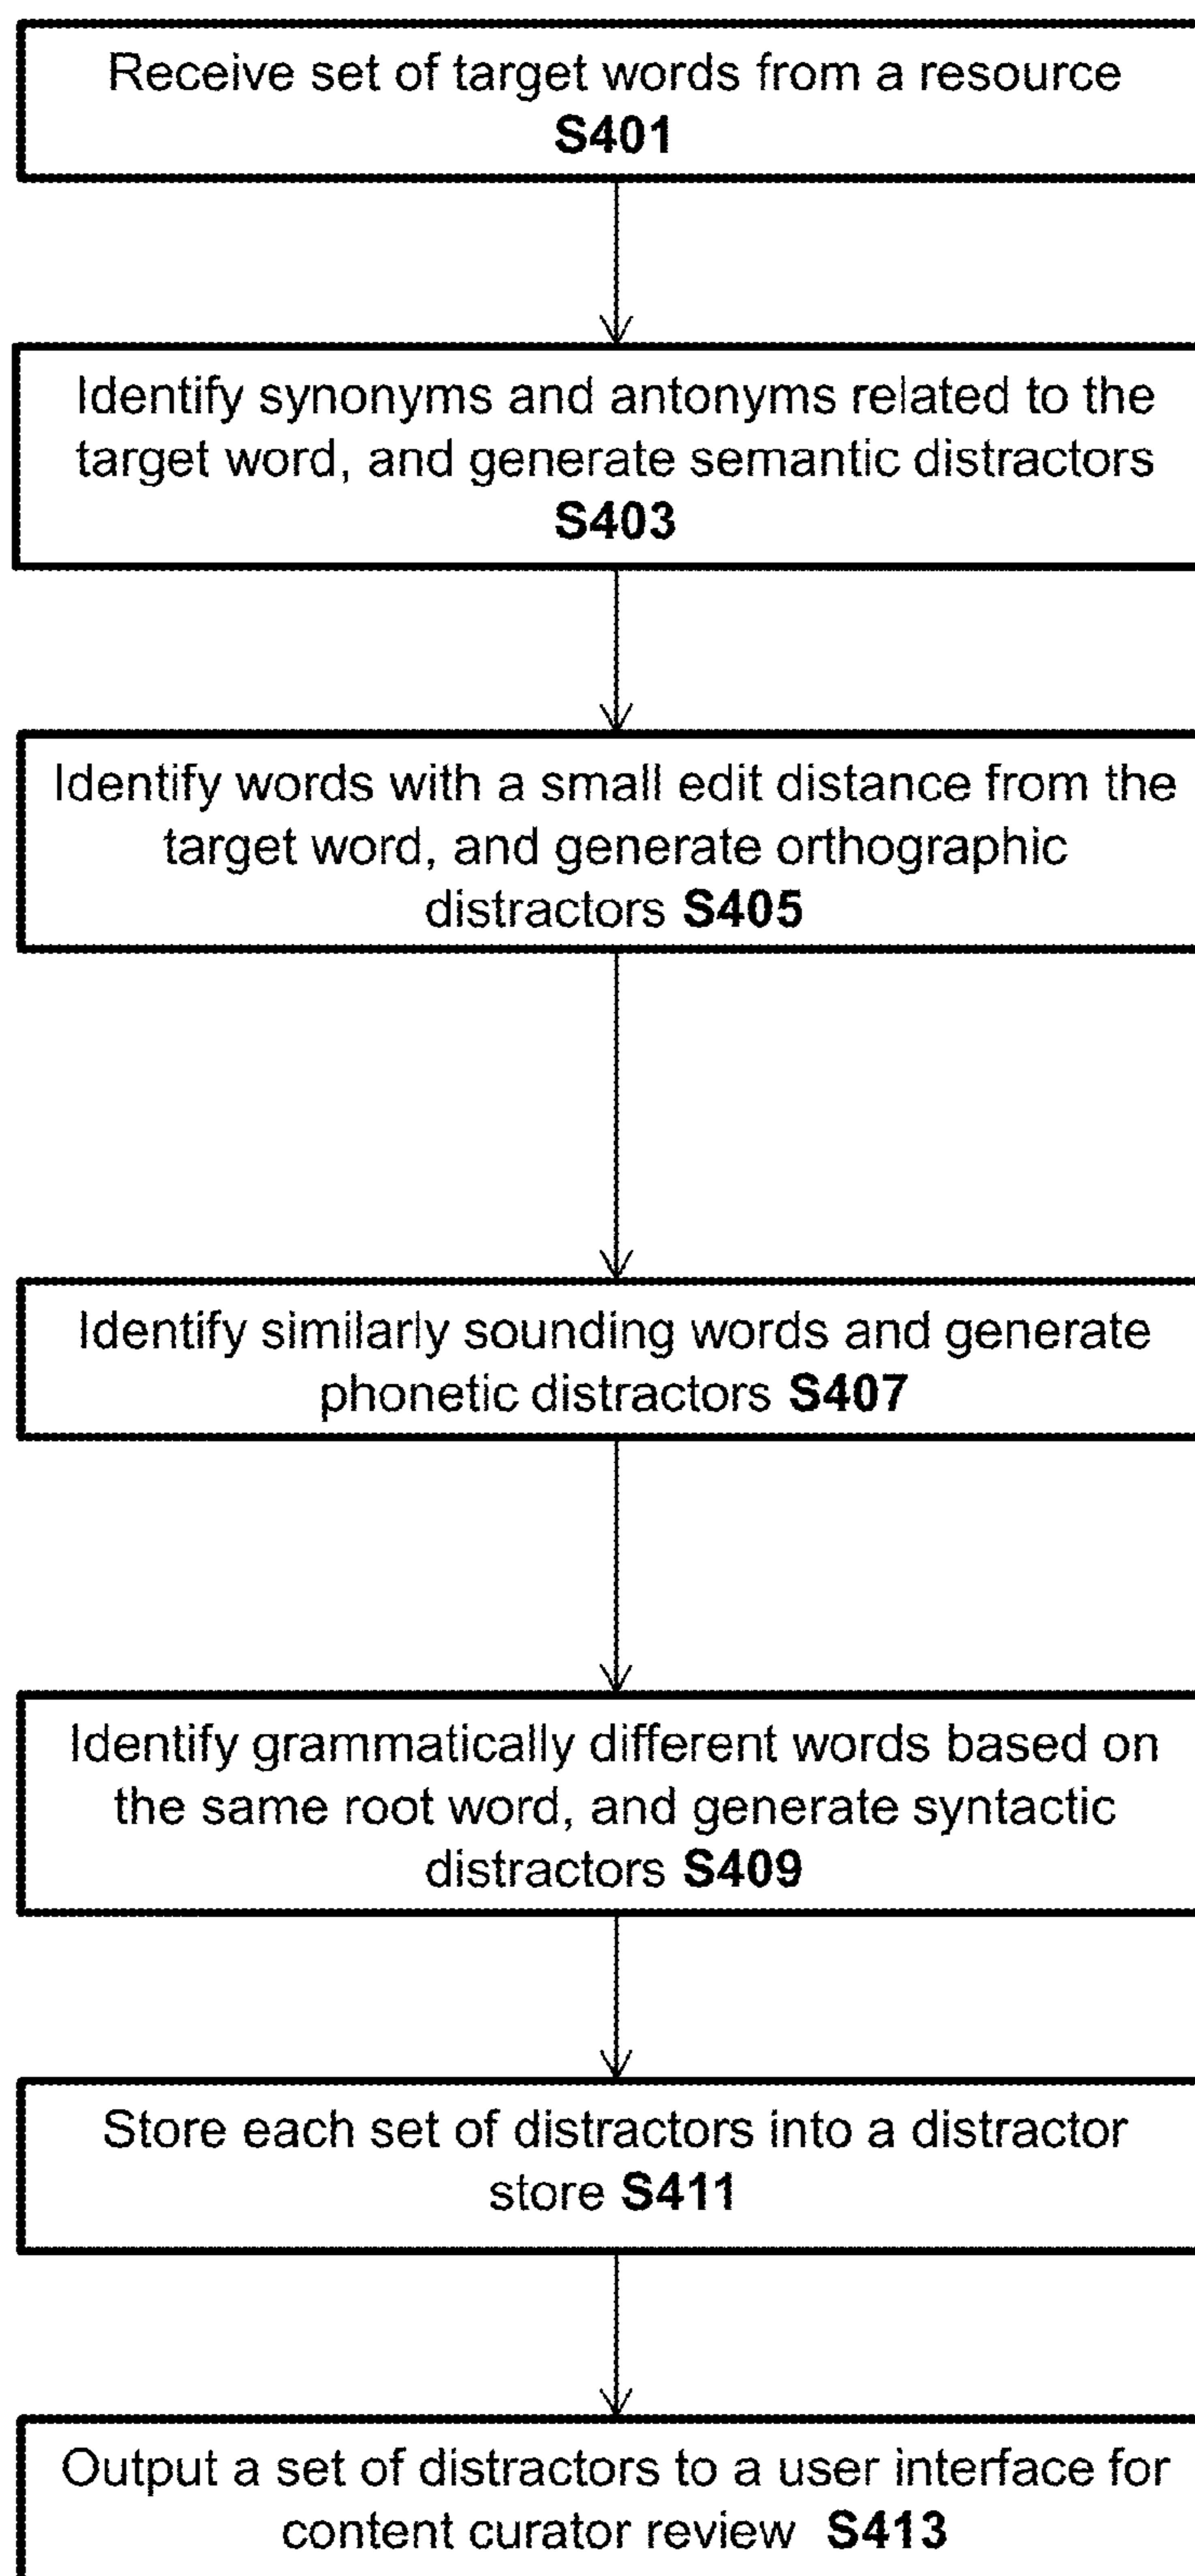 Receive set of target words from a resource
S401
Identify synonyms and antonyms related to the
target word, and generate semantic distractors
S403
Identify words with a small edit distance from the
target word, and generate orthographic
distractors S405
Identify similarly sounding words and generate
phonetic distractors S407
Identify grammatically different words based on
the same root word, and generate syntactic
distractors S409
Store each set of distractors into a distractor
store S411
Output a set of distractors to a user interface for
content curator review S413